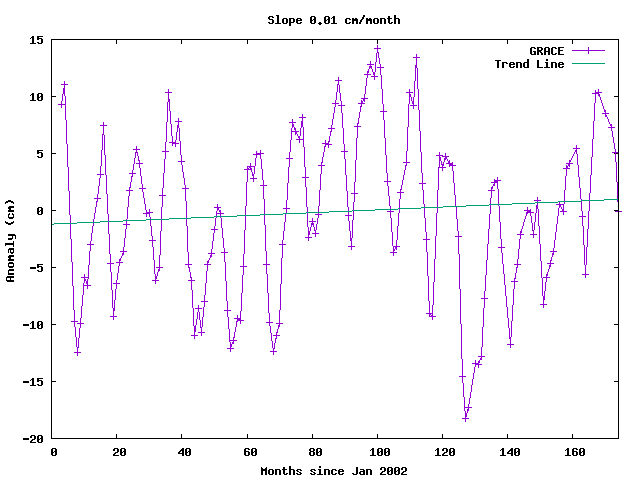 Slope 0.01 cm/month
15
GRACE
Trend Line
10
5
0
-5
-10
-15
-20
Anomaly (cm)
0 20 40 60 80 100 120 140 160
Months since Jan 2002